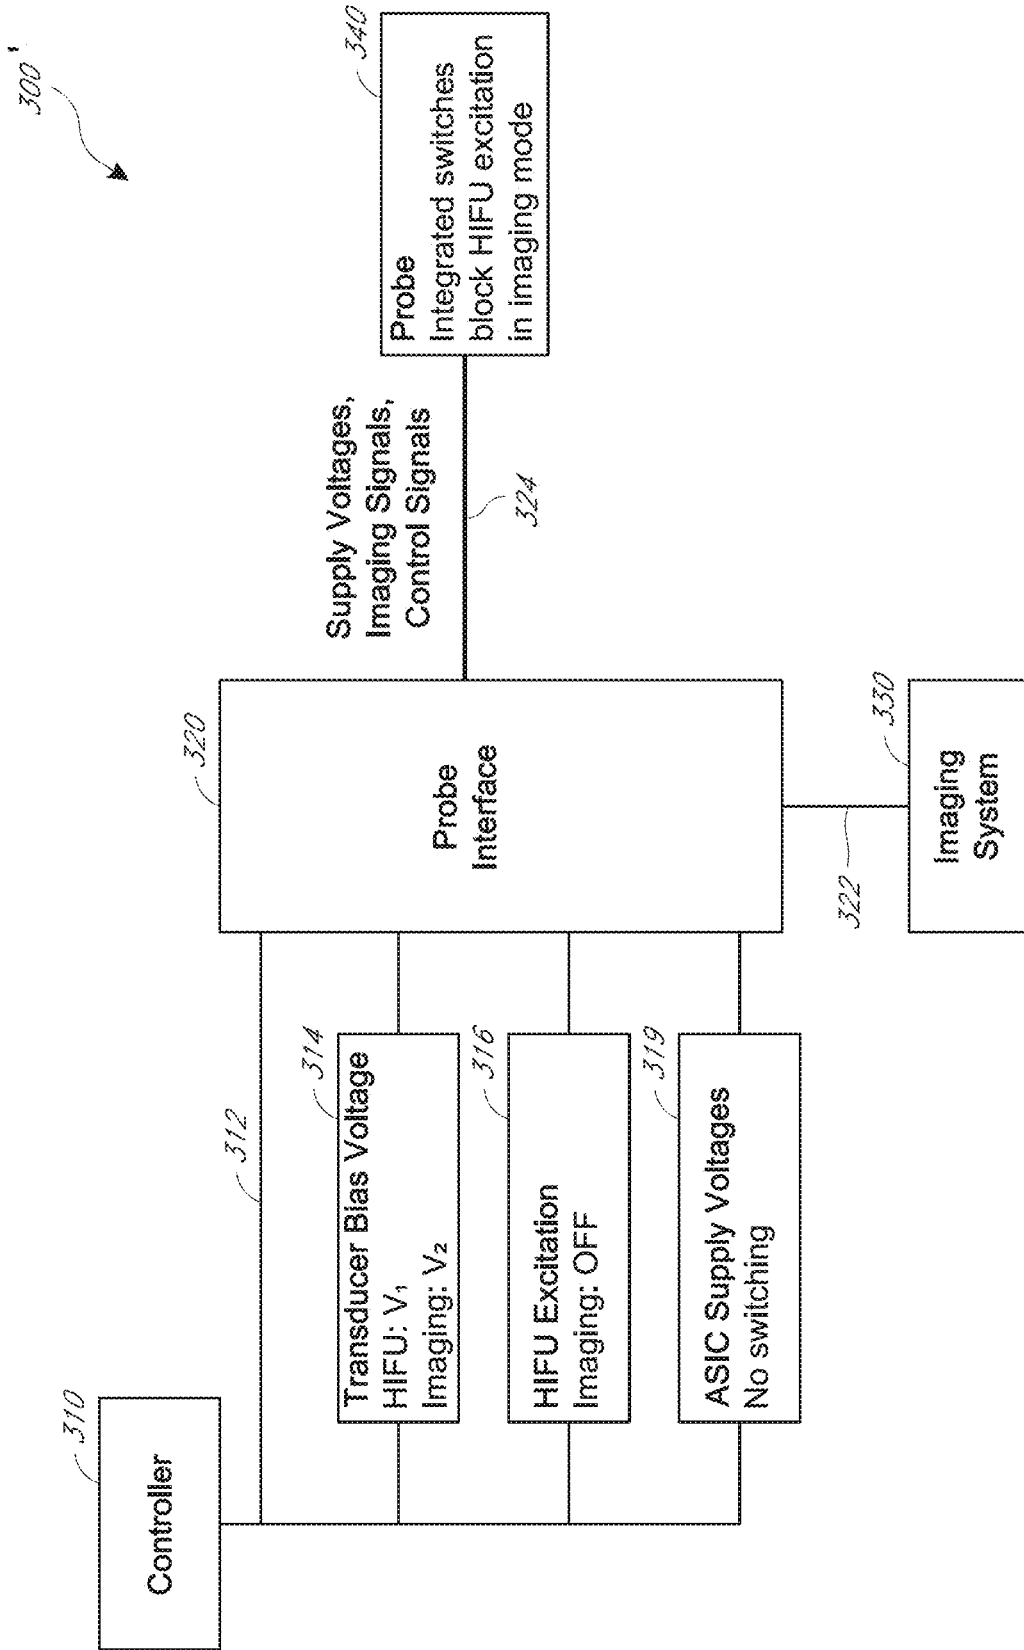 300'
310
Controller
312
314
Transducer Bias Voltage
HIFU: V₁
Imaging: V₂
316
HIFU Excitation
Imaging: OFF
319
ASIC Supply Voltages
No switching
320
Probe
Interface
322
330
Imaging
System
Supply Voltages,
Imaging Signals,
Control Signals
324
340
Probe
Integrated switches
block HIFU excitation
in imaging mode